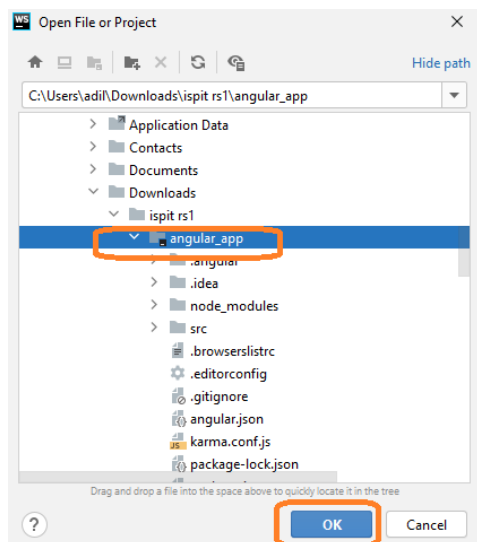 WS Open File or Project
Hide path
C:\Users\adil\Downloads\ispit rs1\angular_app
Application Data
Contacts
Documents
Downloads
ispit rs1
angular_app
.angular
.idea
node_modules
src
.browserslistrc
.editorconfig
.gitignore
angular.json
JS karma.conf.js
package-lock.json
Drag and drop a file into the space above to quickly locate it in the tree
? OK Cancel